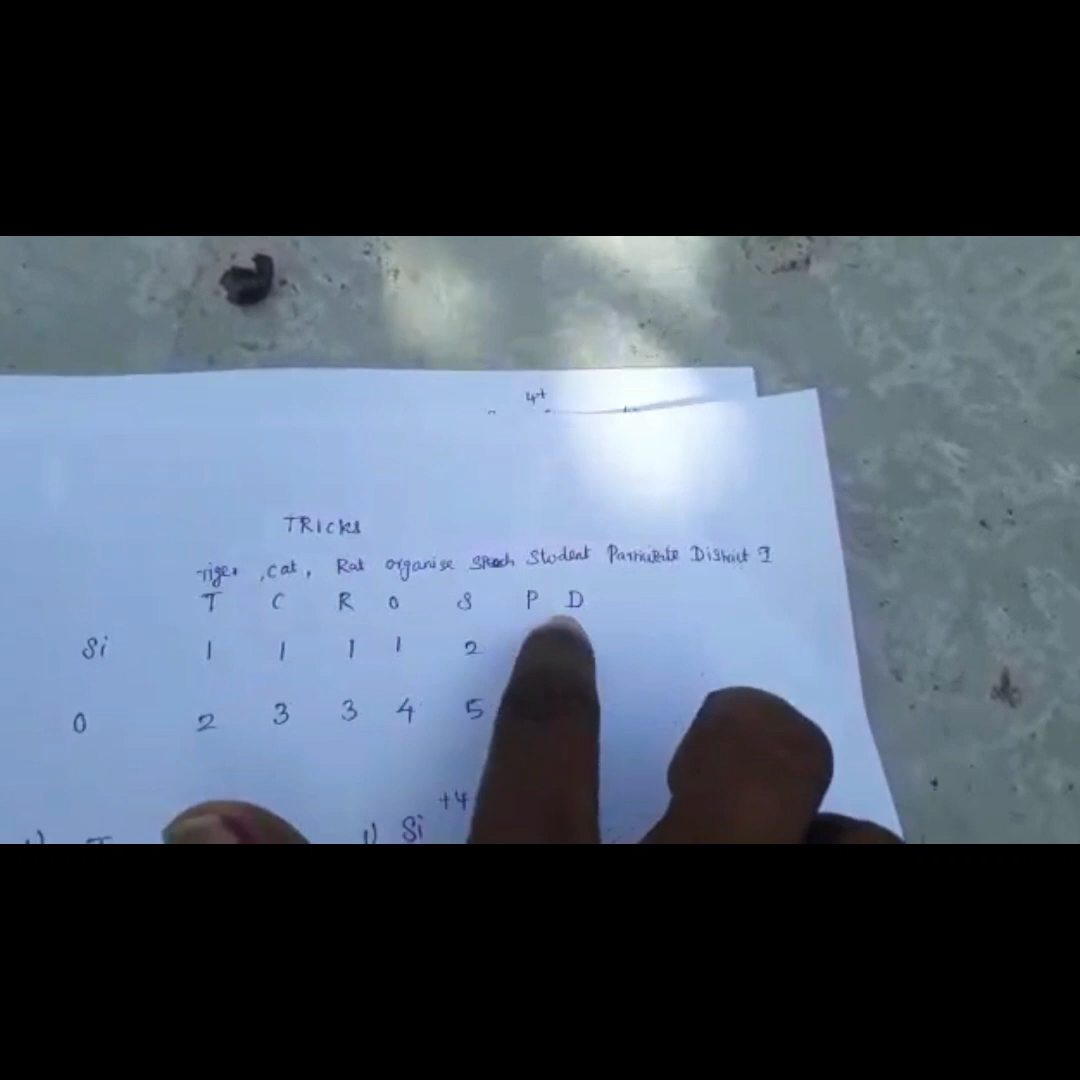 4+
TRICKS
Tiger, Cat, Rat organise Student Participate District I
T C R O S P D
Si 1 1 1 1 2
O 2 3 3 4 5
1) Si +4